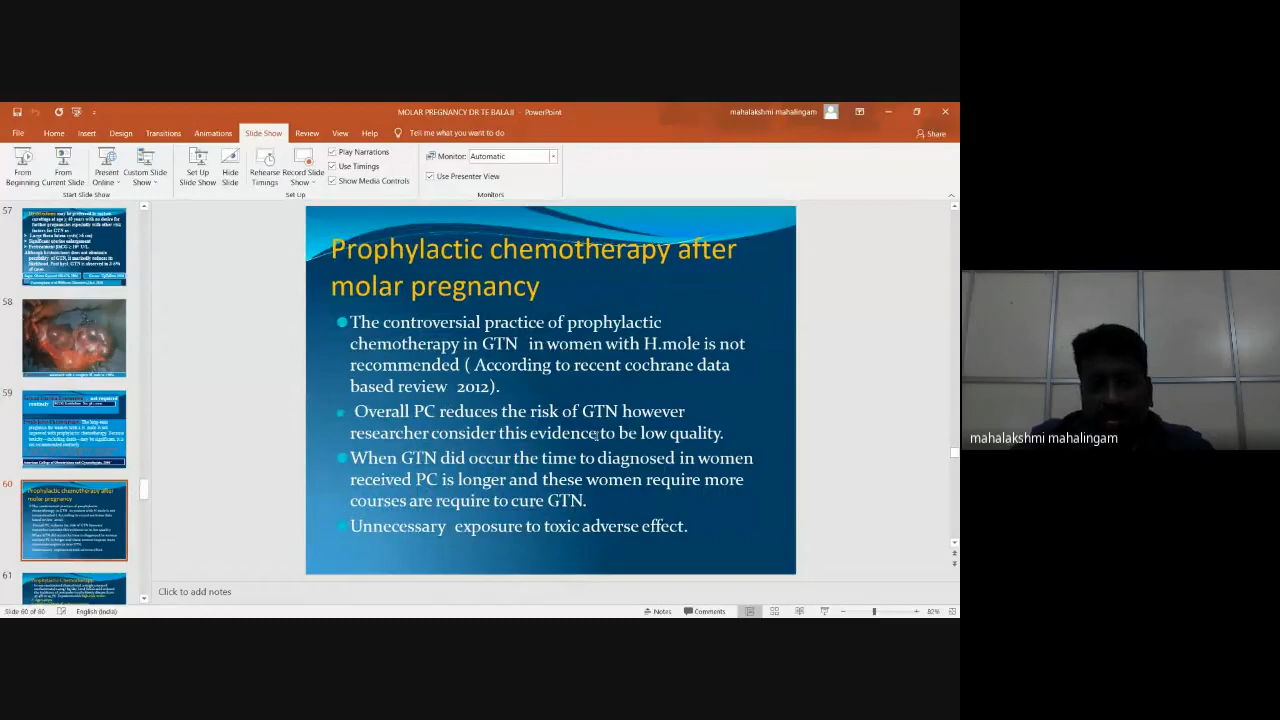 MOLAR PREGNANCY DR TE BALAJI - PowerPoint
mahalakshmi mahalingam
File Home Insert Design Transitions Animations Slide Show Review View Help Tell me what you want to do
Share
From Beginning
From Current Slide
Present Online
Custom Slide Show
Set Up Slide Show
Hide Slide
Rehearse Timings
Record Slide Show
Play Narrations
Use Timings
Show Media Controls
Monitor: Automatic
Use Presenter View
Start Slide Show
Set Up
Monitors
57
58
59
60
61
Prophylactic chemotherapy after
molar pregnancy
The controversial practice of prophylactic
chemotherapy in GTN in women with H.mole is not
recommended ( According to recent cochrane data
based review 2012).
Overall PC reduces the risk of GTN however
researcher consider this evidence to be low quality.
When GTN did occur the time to diagnosed in women
received PC is longer and these women require more
courses are require to cure GTN.
Unnecessary exposure to toxic adverse effect.
Click to add notes
Slide 60 of 80 English (India)
Notes Comments
82%
mahalakshmi mahalingam